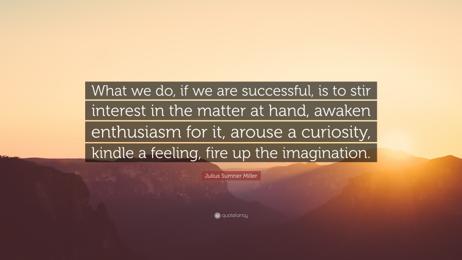 What we do, if we are successful, is to stir
interest in the matter at hand, awaken
enthusiasm for it, arouse a curiosity,
kindle a feeling, fire up the imagination.
Julius Sumner Miller
quotefancy